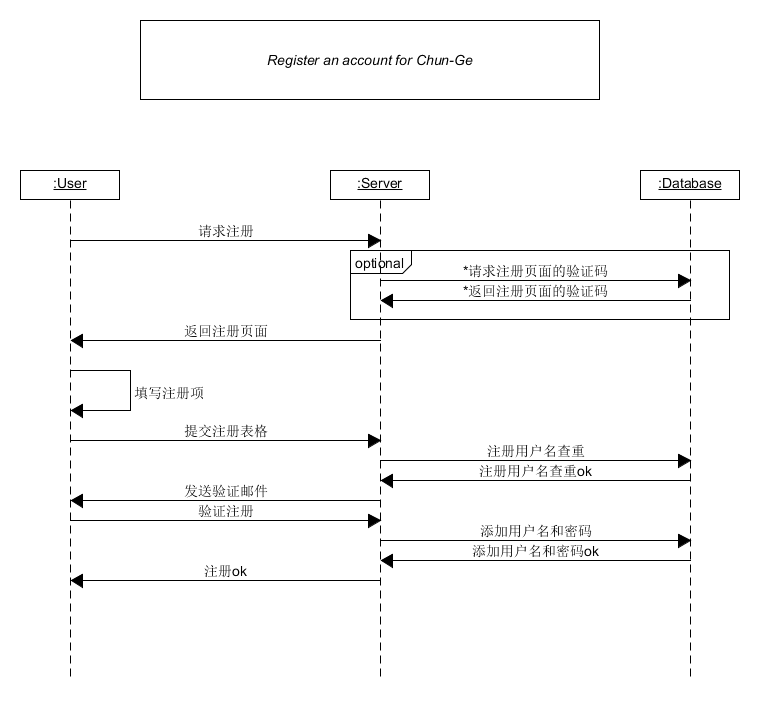 Register an account for Chun-Ge
:User
:Server
:Database
请求注册
optional
*请求注册页面的验证码
*返回注册页面的验证码
返回注册页面
填写注册项
提交注册表格
注册用户名查重
注册用户名查重ok
发送验证邮件
验证注册
添加用户名和密码
添加用户名和密码ok
注册ok